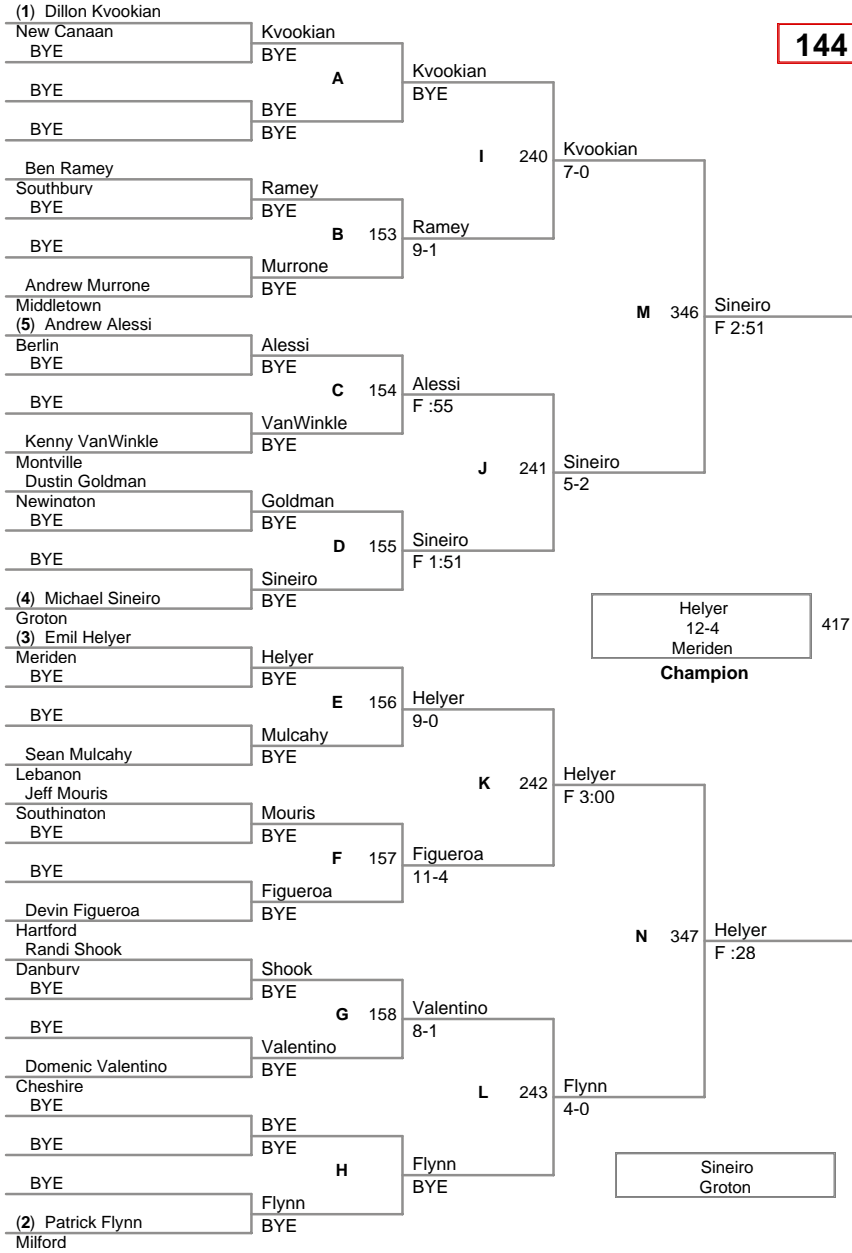 (1) Dillon Kvookian
New Canaan
BYE
BYE
BYE
Ben Ramey
Southbury
BYE
BYE
Andrew Murrone
Middletown
(5) Andrew Alessi
Berlin
BYE
BYE
Kenny VanWinkle
Montville
Dustin Goldman
Newington
BYE
BYE
(4) Michael Sineiro
Groton
(3) Emil Helyer
Meriden
BYE
BYE
Sean Mulcahy
Lebanon
Jeff Mouris
Southington
BYE
BYE
Devin Figueroa
Hartford
Randi Shook
Danbury
BYE
BYE
Domenic Valentino
Cheshire
BYE
BYE
BYE
(2) Patrick Flynn
Milford
Kvookian
BYE
A
BYE
BYE
Ramey
BYE
B 153
Murrone
BYE
Alessi
BYE
C 154
VanWinkle
BYE
Goldman
BYE
D 155
Sineiro
BYE
Helyer
BYE
E 156
Mulcahy
BYE
Mouris
BYE
F 157
Figueroa
BYE
Shook
BYE
G 158
Valentino
BYE
BYE
BYE
H
Flynn
BYE
Kvookian
BYE
I 240
Ramey
9-1
Alessi
F :55
J 241
Sineiro
F 1:51
Helyer
9-0
K 242
Figueroa
11-4
Valentino
8-1
L 243
Flynn
BYE
Kvookian
7-0
M 346
Sineiro
5-2
Helyer
F 3:00
N 347
Flynn
4-0
144
Sineiro
F 2:51
Helyer
12-4
Meriden
417
Champion
Helyer
F :28
Sineiro
Groton